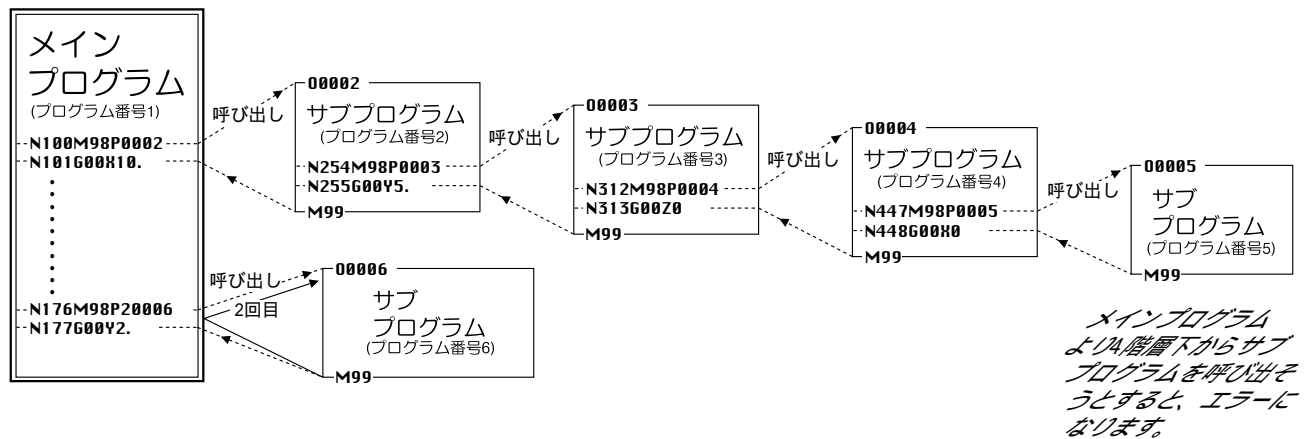 メイン
プログラム
(プログラム番号1)
N100M98P0002
N101G00X10.
呼び出し
O0002
サブプログラム
(プログラム番号2)
N254M98P0003
N255G00Y5.
M99
呼び出し
O0003
サブプログラム
(プログラム番号3)
N312M98P0004
N313G00Z0
M99
呼び出し
O0004
サブプログラム
(プログラム番号4)
N447M98P0005
N448G00X0
M99
呼び出し
O0005
サブ
プログラム
(プログラム番号5)
M99
N176M98P20006
N177G00Y2.
呼び出し
2回目
O0006
サブ
プログラム
(プログラム番号6)
M99
メインプログラム
より4階層下からサブ
プログラムを呼び出そ
うとすると、エラーに
なります。